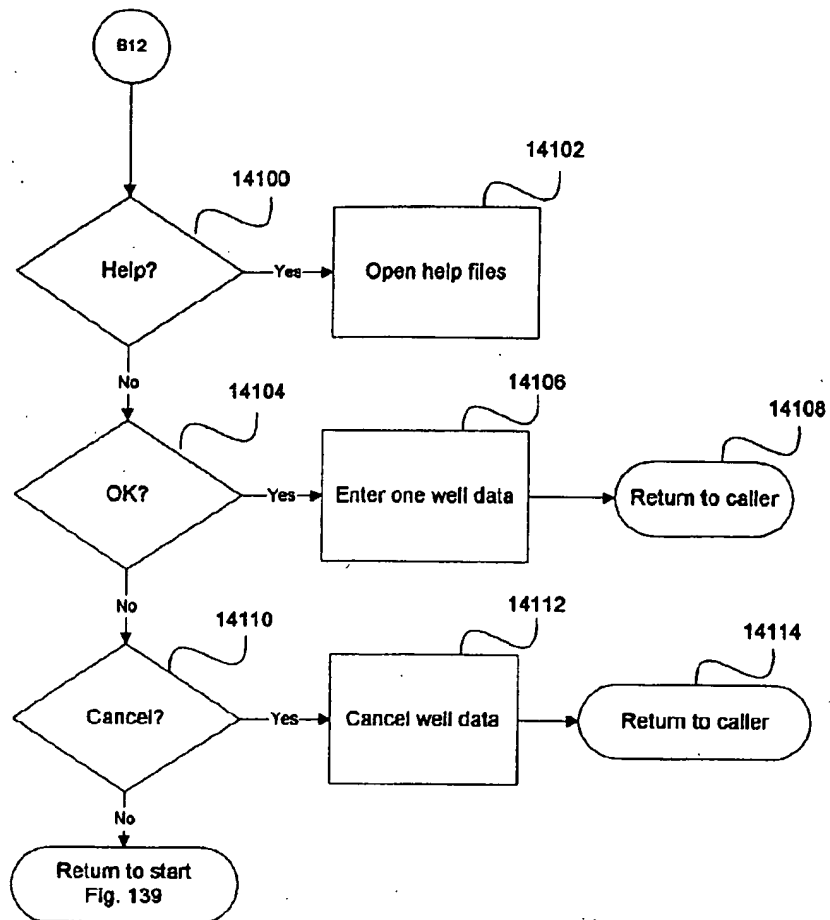 B12
14100
14102
Help?
Yes
Open help files
No
14104
14106
14108
OK?
Yes
Enter one well data
Return to caller
No
14110
14112
14114
Cancel?
Yes
Cancel well data
Return to caller
No
Return to start
Fig. 139